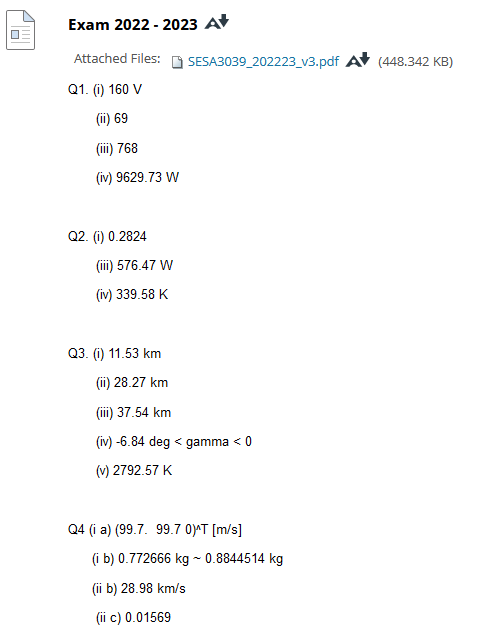 Exam 2022 - 2023
Attached Files: SESA3039_202223_v3.pdf (448.342 KB)
Q1. (i) 160 V
(ii) 69
(iii) 768
(iv) 9629.73 W
Q2. (i) 0.2824
(iii) 576.47 W
(iv) 339.58 K
Q3. (i) 11.53 km
(ii) 28.27 km
(iii) 37.54 km
(iv) -6.84 deg < gamma < 0
(v) 2792.57 K
Q4 (i a) (99.7. 99.7 0)^T [m/s]
(i b) 0.772666 kg ~ 0.8844514 kg
(ii b) 28.98 km/s
(ii c) 0.01569